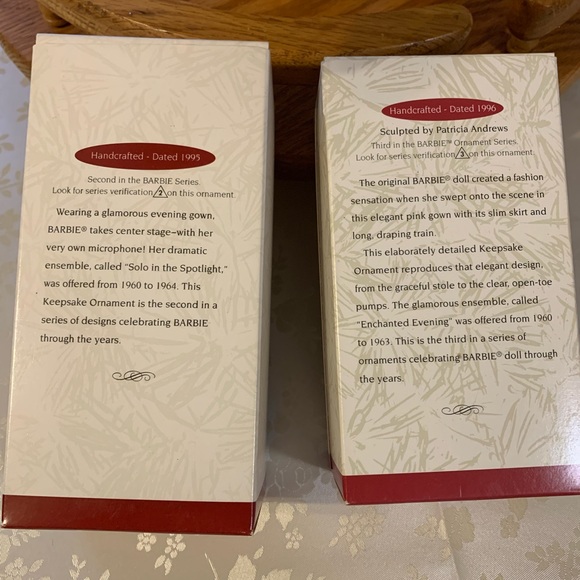 Handcrafted - Dated 1995
Second in the BARBIE Series.
Look for series verification 2 on this ornament.
Wearing a glamorous evening gown,
BARBIE® takes center stage–with her
very own microphone! Her dramatic
ensemble, called "Solo in the Spotlight,"
was offered from 1960 to 1964. This
Keepsake Ornament is the second in a
series of designs celebrating BARBIE
through the years.
Handcrafted - Dated 1996
Sculpted by Patricia Andrews
Third in the BARBIE™ Ornament Series.
Look for series verification 3 on this ornament.
The original BARBIE® doll created a fashion
sensation when she swept onto the scene in
this elegant pink gown with its slim skirt and
long, draping train.
This elaborately detailed Keepsake
Ornament reproduces that elegant design,
from the graceful stole to the clear, open-toe
pumps. The glamorous ensemble, called
"Enchanted Evening" was offered from 1960
to 1963. This is the third in a series of
ornaments celebrating BARBIE® doll through
the years.